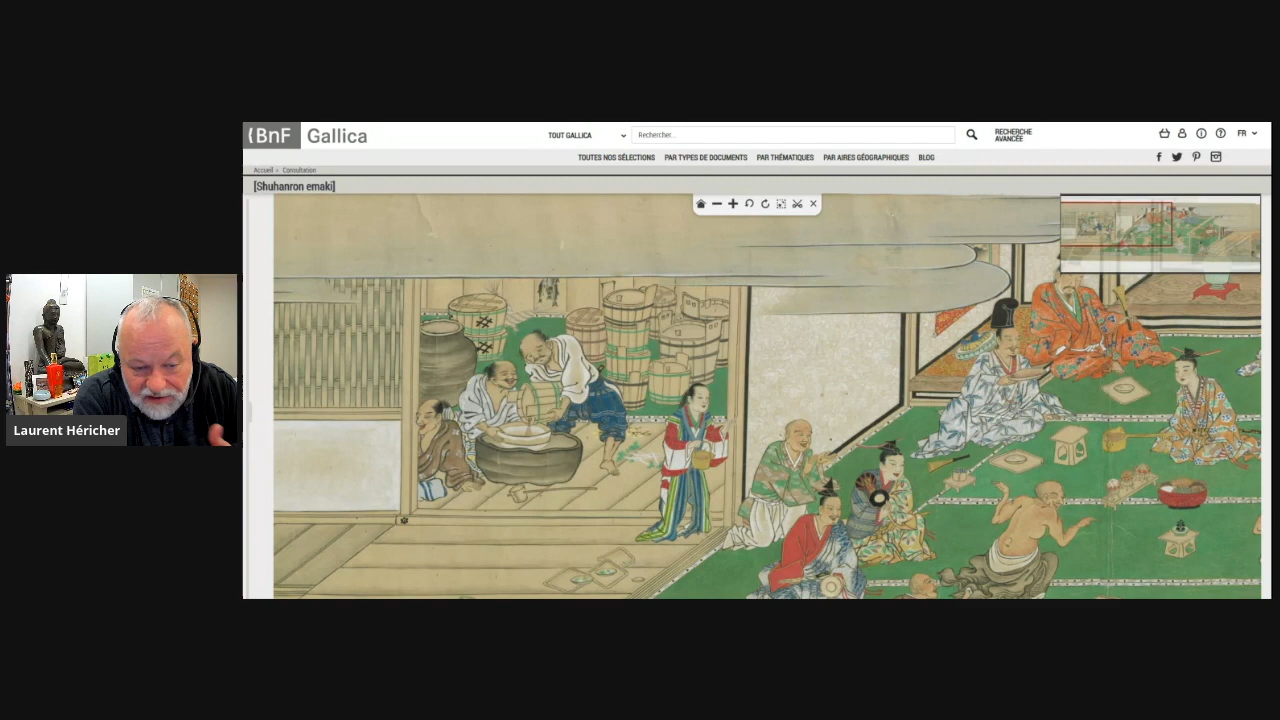 BnF Gallica
TOUT GALLICA
Rechercher...
RECHERCHE
AVANCÉE
FR
TOUTES NOS SÉLECTIONS PAR TYPES DE DOCUMENTS PAR THÉMATIQUES PAR AIRES GÉOGRAPHIQUES BLOG
Accueil › Consultation
[Shuhanron emaki]
Laurent Héricher